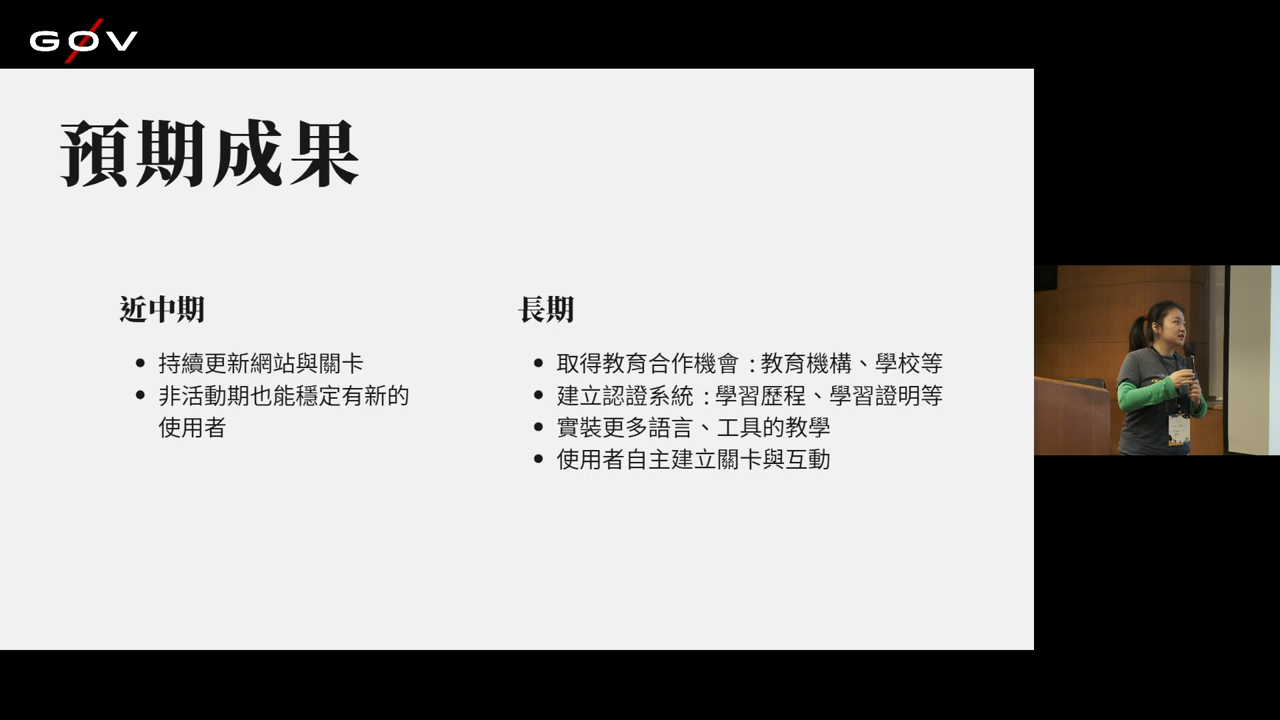 GØV
預期成果
近中期
持續更新網站與關卡
非活動期也能穩定有新的
使用者
長期
取得教育合作機會：教育機構、學校等
建立認證系統：學習歷程、學習證明等
實裝更多語言、工具的教學
使用者自主建立關卡與互動